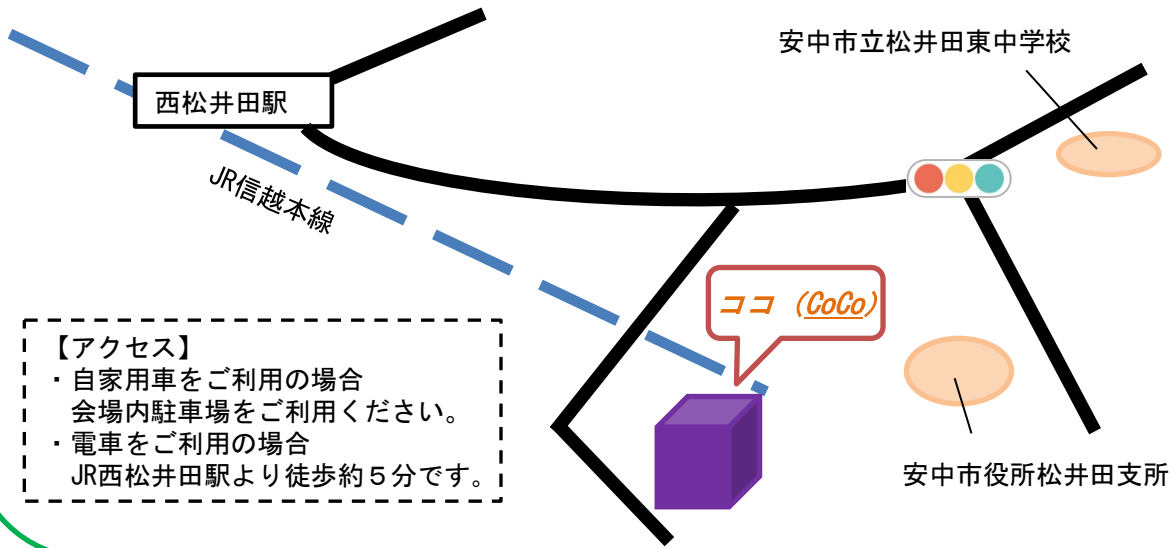 安中市立松井田東中学校
西松井田駅
JR信越本線
ココ (CoCo)
【アクセス】
・自家用車をご利用の場合
会場内駐車場をご利用ください。
・電車をご利用の場合
JR西松井田駅より徒歩約５分です。
安中市役所松井田支所